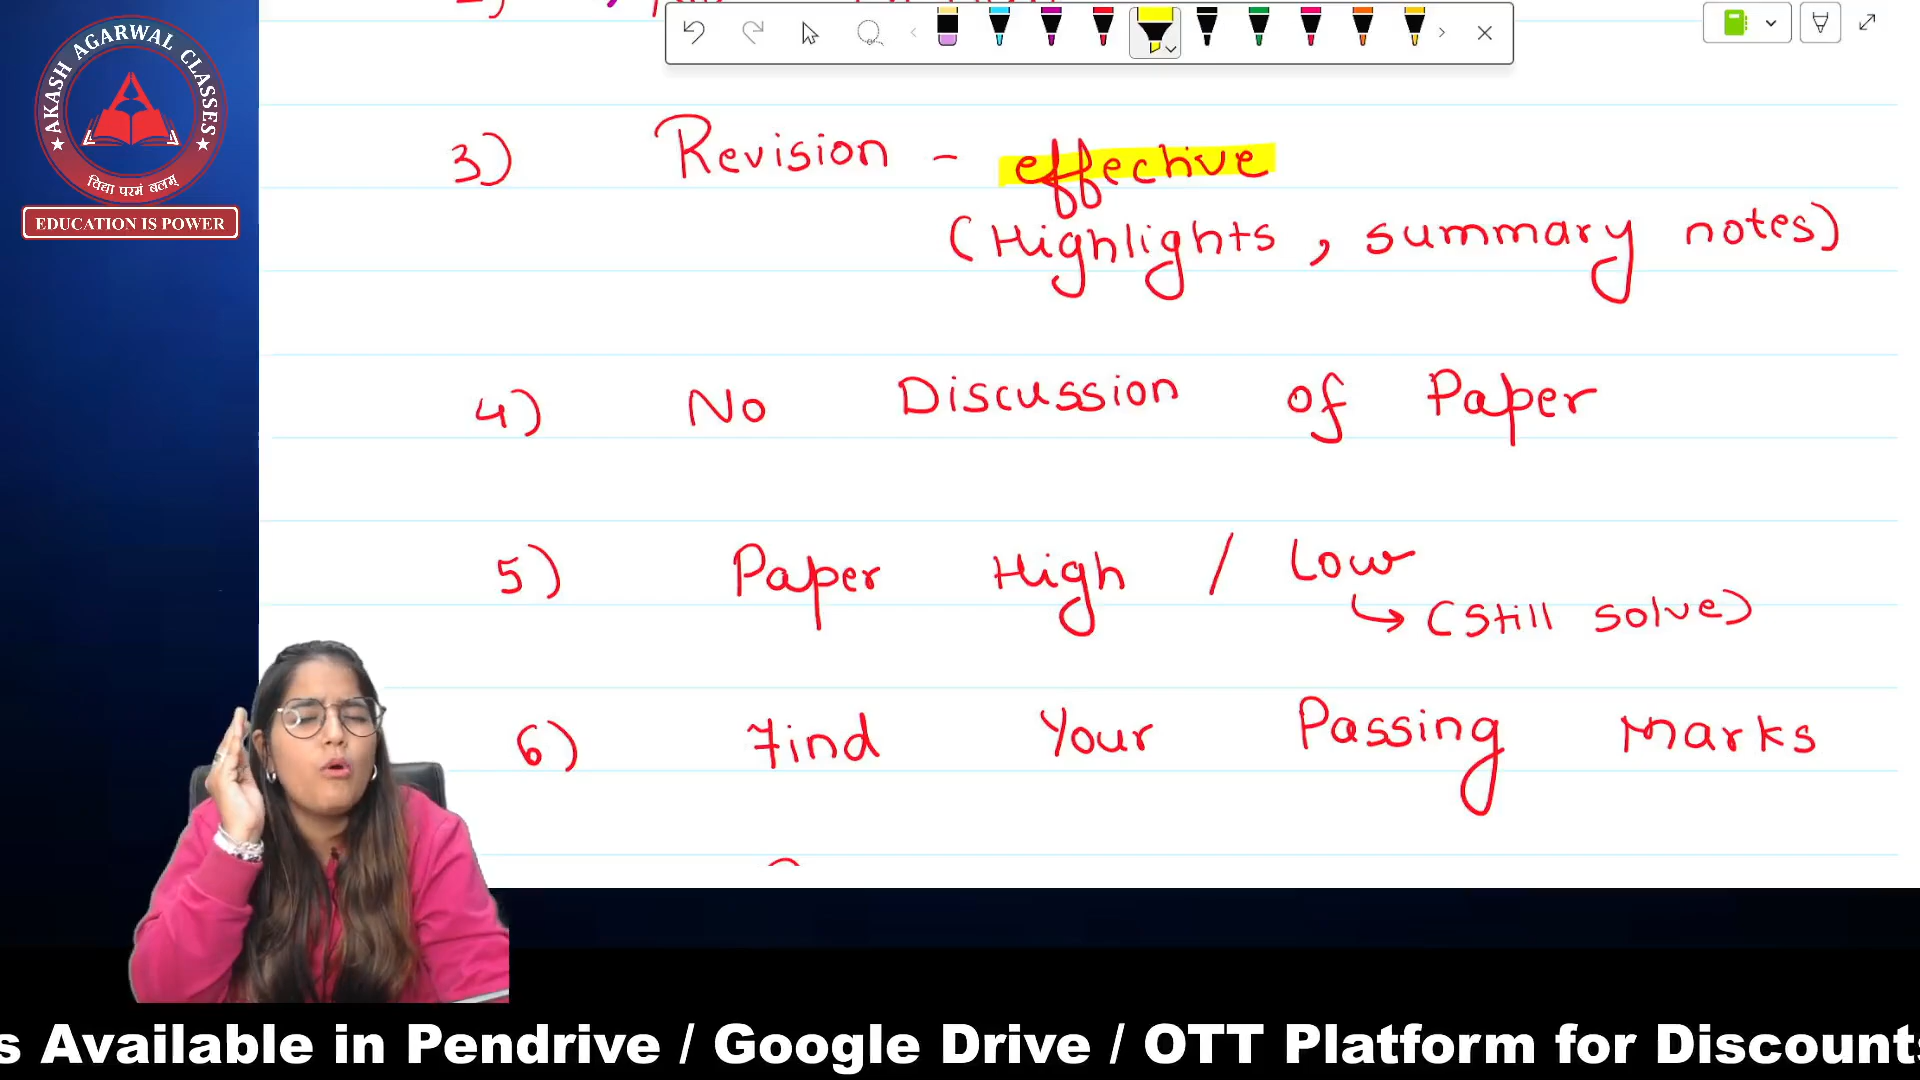 AKASH AGARWAL CLASSES
विद्या परमं बलम्
EDUCATION IS POWER
3) Revision - effective
(Highlights, summary notes)
4) No Discussion of Paper
5) Paper High / Low
(Still solve)
6) Find Your Passing Marks
s Available in Pendrive / Google Drive / OTT Platform for Discounts